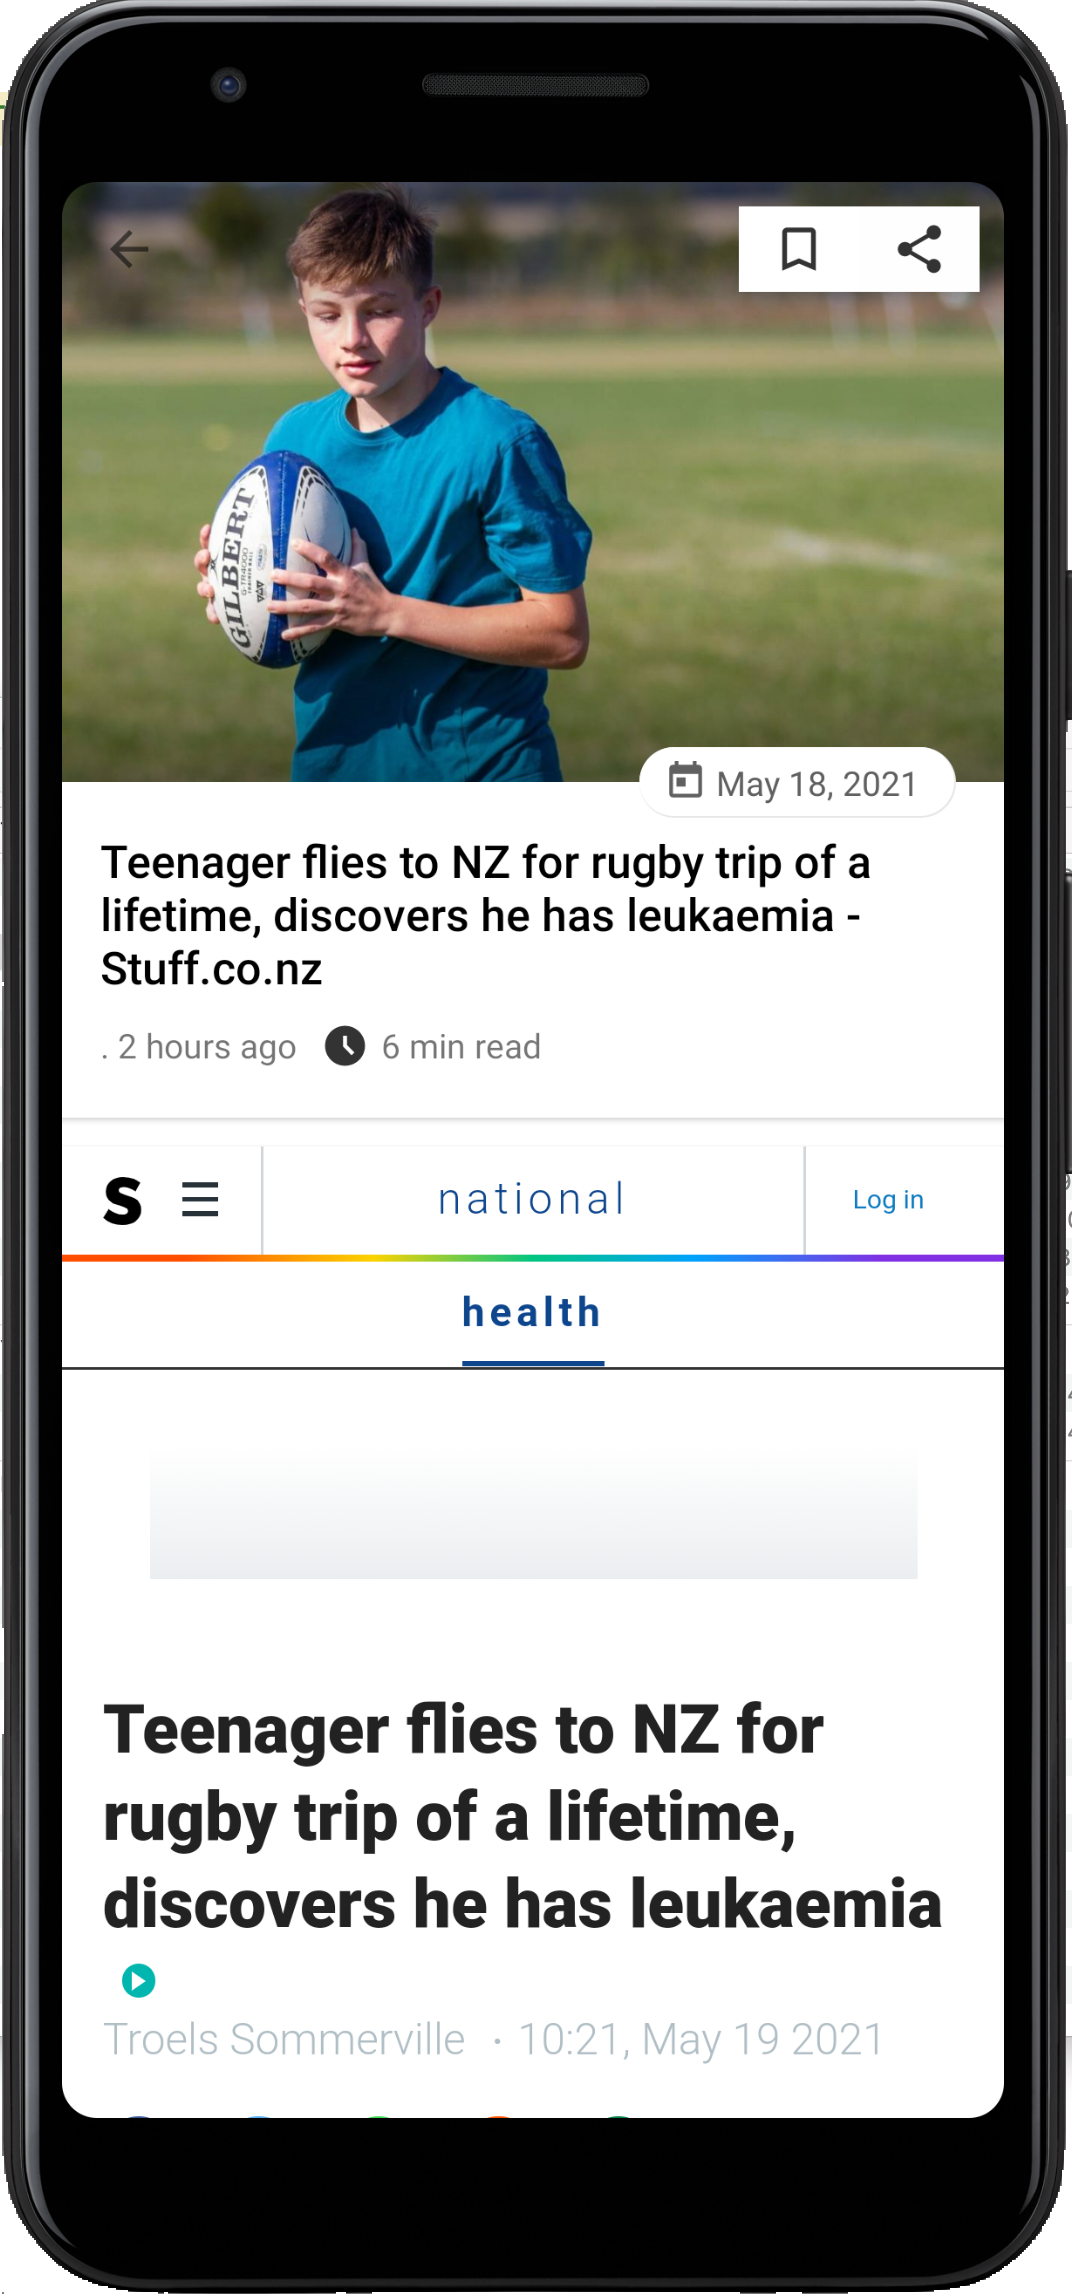 GILBERT
G-TR4000
May 18, 2021
Teenager flies to NZ for rugby trip of a
lifetime, discovers he has leukaemia -
Stuff.co.nz
. 2 hours ago 6 min read
S national Log in
health
Teenager flies to NZ for
rugby trip of a lifetime,
discovers he has leukaemia
Troels Sommerville · 10:21, May 19 2021